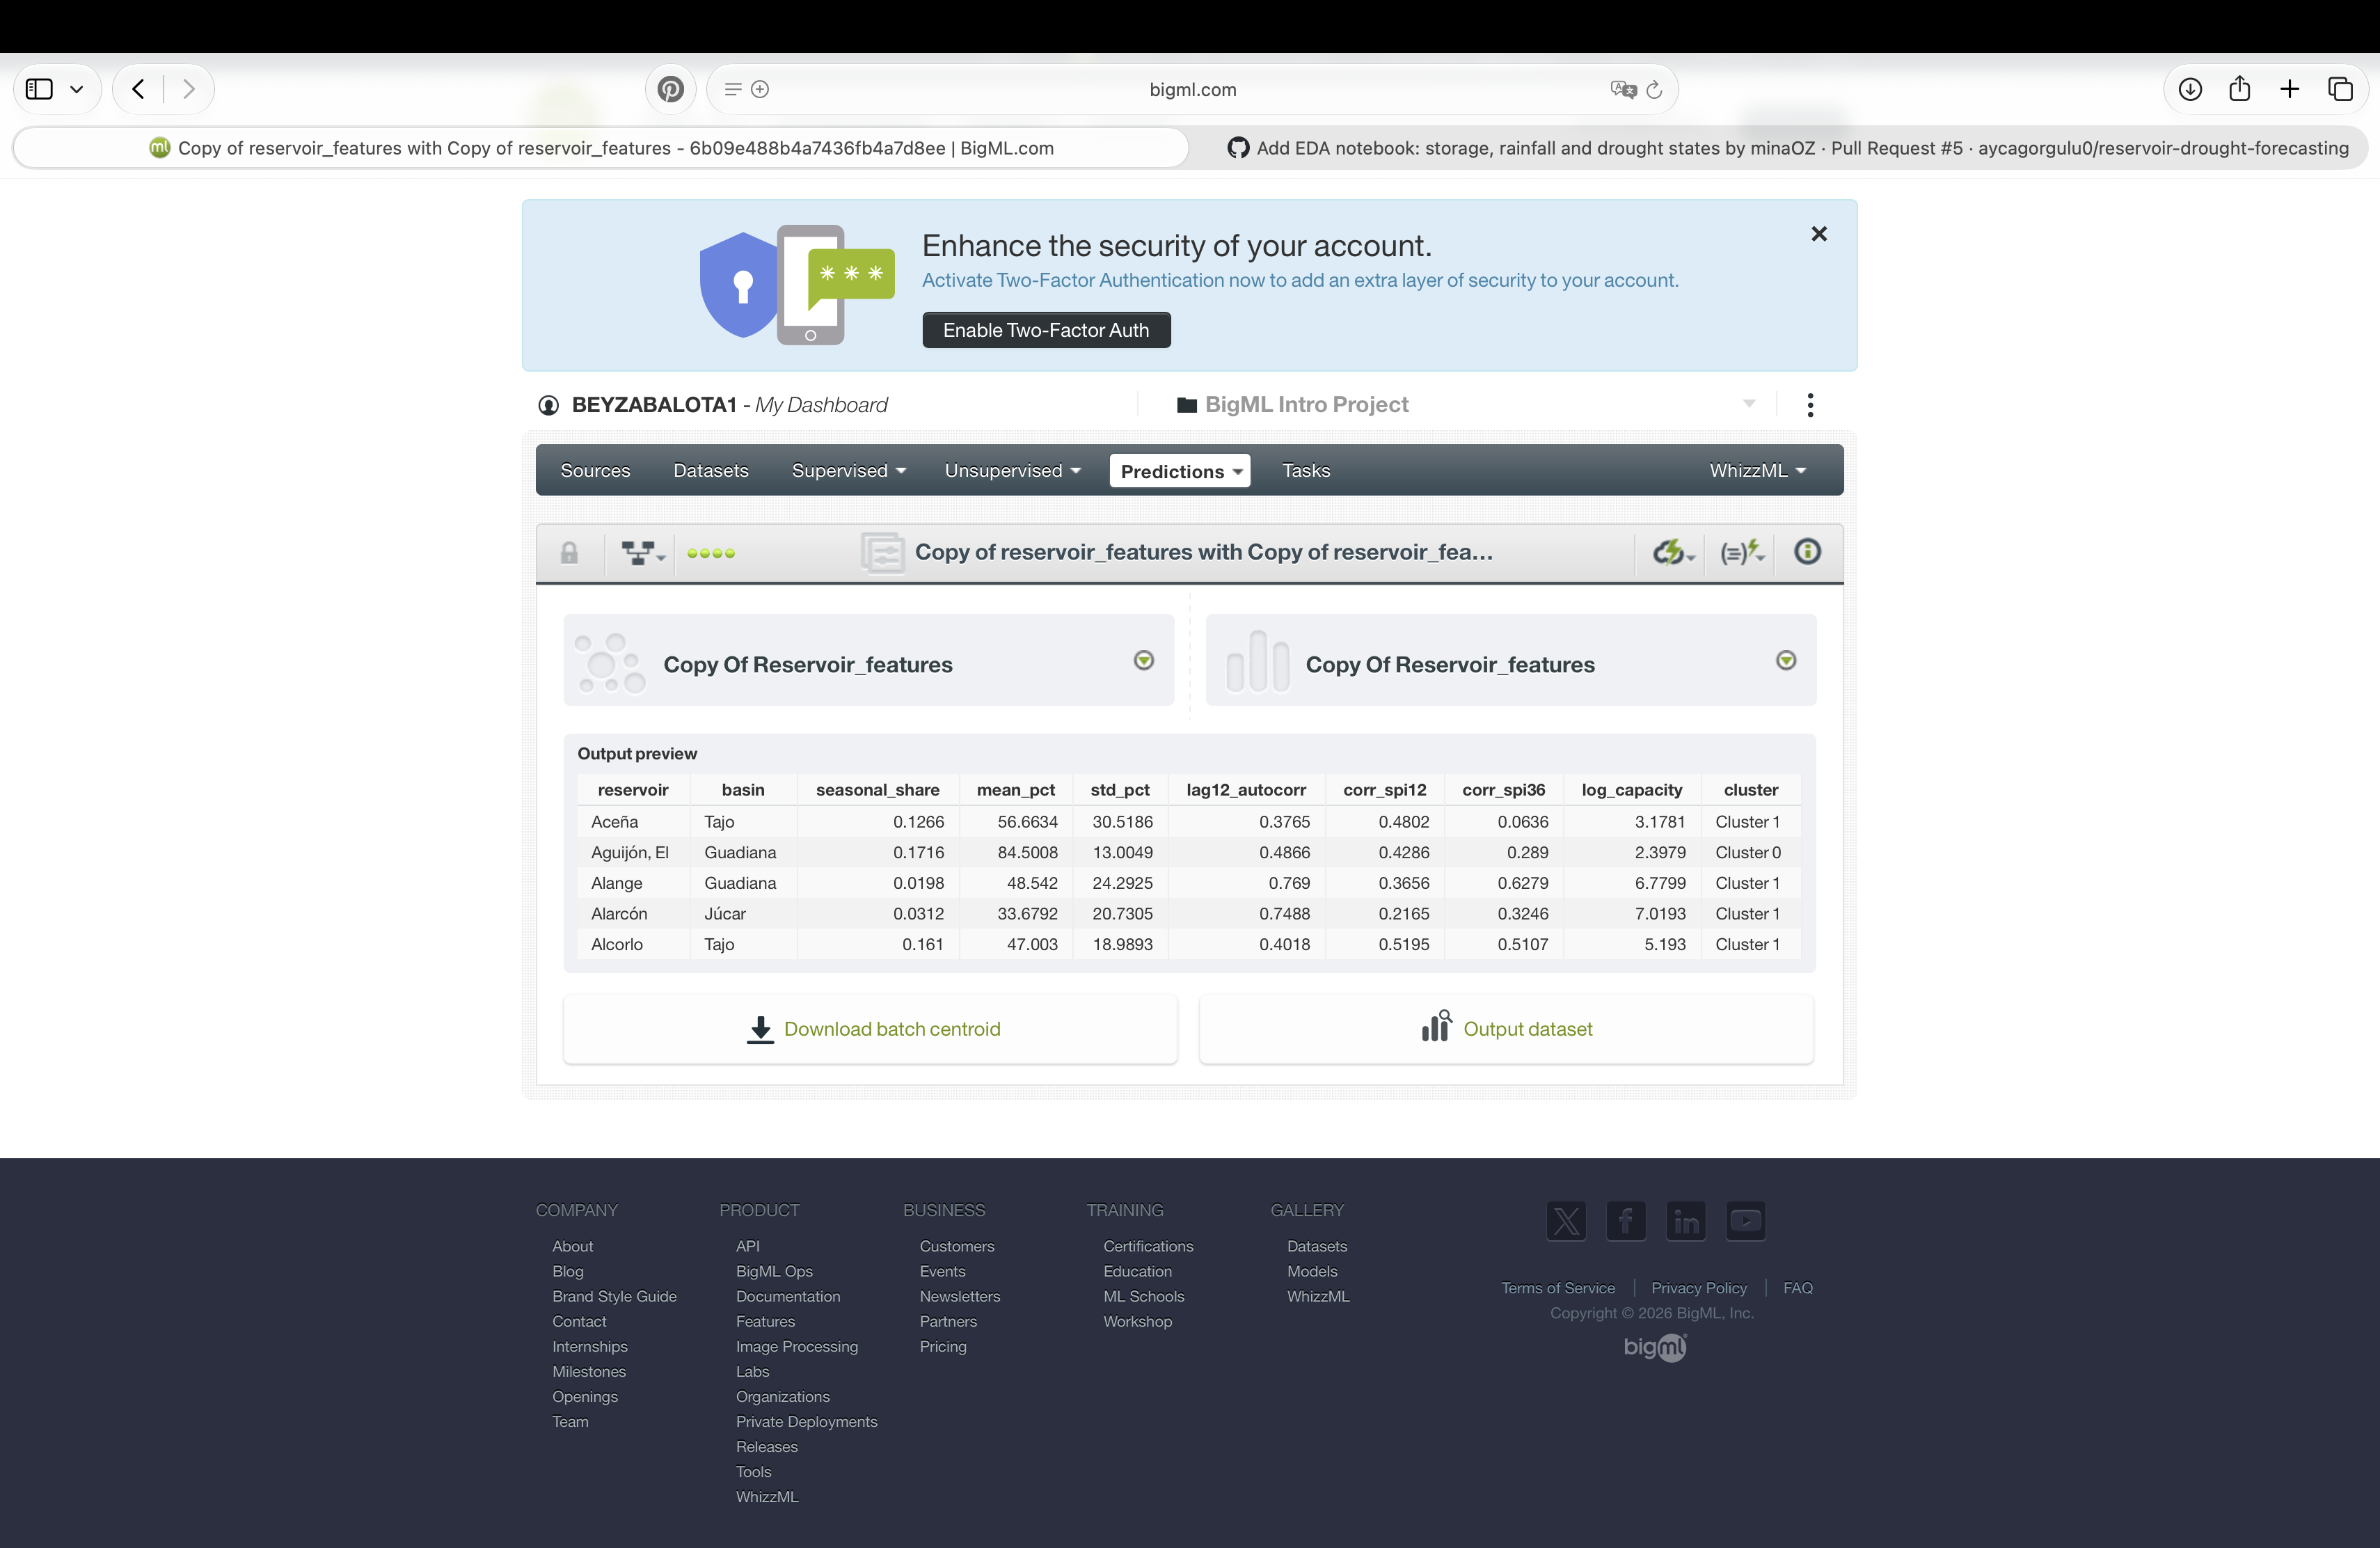 bigml.com
Copy of reservoir_features with Copy of reservoir_features - 6b09e488b4a7436fb4a7d8ee | BigML.com
Add EDA notebook: storage, rainfall and drought states by minaOZ · Pull Request #5 · aycagorgulu0/reservoir-drought-forecasting
Enhance the security of your account.
Activate Two-Factor Authentication now to add an extra layer of security to your account.
Enable Two-Factor Auth
BEYZABALOTA1 - My Dashboard
BigML Intro Project
Sources Datasets Supervised Unsupervised Predictions Tasks WhizzML
Copy of reservoir_features with Copy of reservoir_fea...
Copy Of Reservoir_features
Copy Of Reservoir_features
Output preview
reservoir basin seasonal_share mean_pct std_pct lag12_autocorr corr_spi12 corr_spi36 log_capacity cluster
Aceña Tajo 0.1266 56.6634 30.5186 0.3765 0.4802 0.0636 3.1781 Cluster 1
Aguijón, El Guadiana 0.1716 84.5008 13.0049 0.4866 0.4286 0.289 2.3979 Cluster 0
Alange Guadiana 0.0198 48.542 24.2925 0.769 0.3656 0.6279 6.7799 Cluster 1
Alarcón Júcar 0.0312 33.6792 20.7305 0.7488 0.2165 0.3246 7.0193 Cluster 1
Alcorlo Tajo 0.161 47.003 18.9893 0.4018 0.5195 0.5107 5.193 Cluster 1
Download batch centroid
Output dataset
COMPANY
About
Blog
Brand Style Guide
Contact
Internships
Milestones
Openings
Team
PRODUCT
API
BigML Ops
Documentation
Features
Image Processing
Labs
Organizations
Private Deployments
Releases
Tools
WhizzML
BUSINESS
Customers
Events
Newsletters
Partners
Pricing
TRAINING
Certifications
Education
ML Schools
Workshop
GALLERY
Datasets
Models
WhizzML
Terms of Service | Privacy Policy | FAQ
Copyright © 2026 BigML, Inc.
bigml